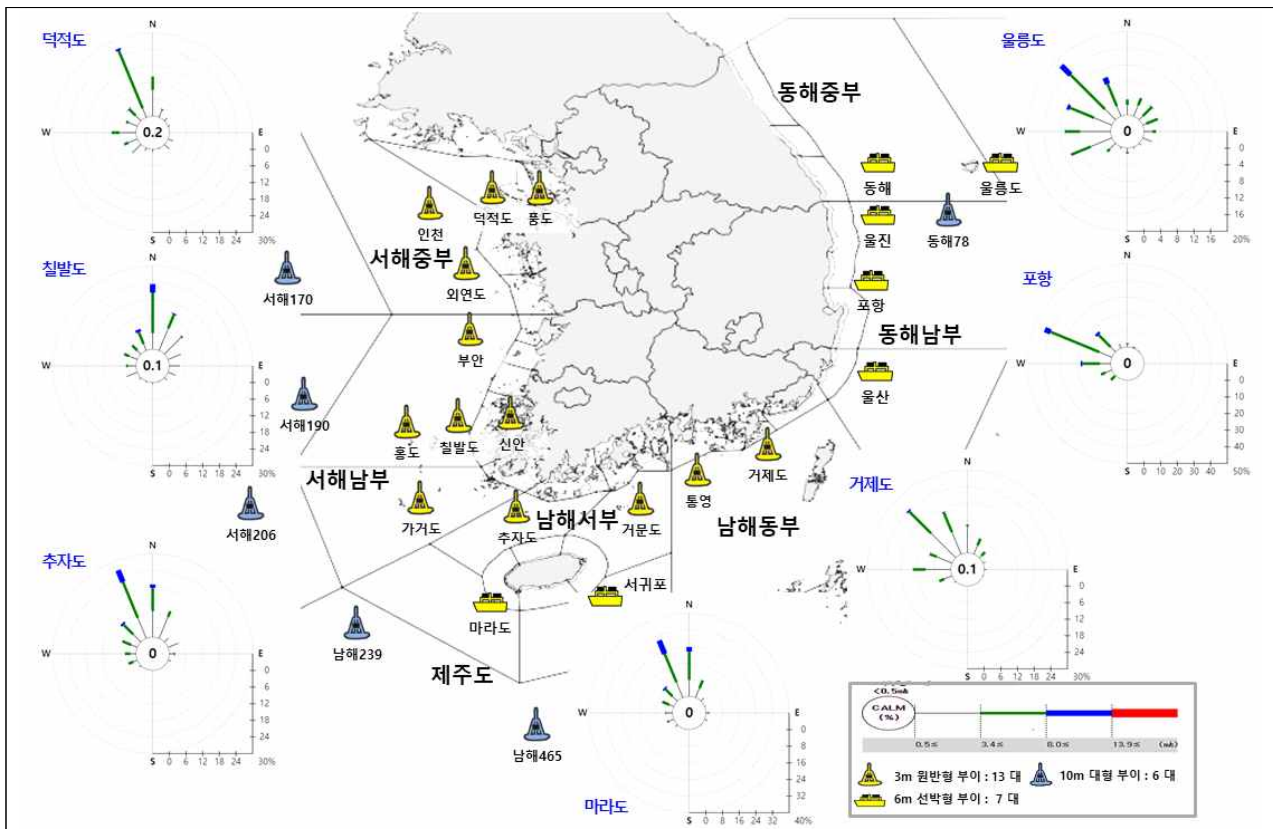 덕적도
N
W
E
S
0.2
0
6
12
18
24
0 6 12 18 24 30%
칠발도
N
W
E
S
0.1
0
6
12
18
24
0 6 12 18 24 30%
추자도
N
W
E
S
0
0
6
12
18
24
0 6 12 18 24 30%
울릉도
N
W
E
S
0
0
4
8
12
16
0 4 8 12 16 20%
포항
N
W
E
S
0
0
10
20
30
40
0 10 20 30 40 50%
거제도
N
W
E
S
0.1
0
6
12
18
24
0 6 12 18 24 30%
마라도
N
W
E
S
0
0
8
16
24
32
0 8 16 24 32 40%
동해중부
동해
울릉도
울진
동해78
포항
동해남부
울산
인천
덕적도
풍도
서해중부
외연도
서해170
부안
서해190
홍도
칠발도
신안
서해남부
가거도
서해206
추자도
남해서부
거문도
통영
거제도
남해동부
마라도
서귀포
남해239
제주도
남해465
CALM
(%)
0.5≤ 3.4≤ 8.0≤ 13.9≤ (㎧)
3m 원반형 부이 : 13 대
10m 대형 부이 : 6 대
6m 선박형 부이 : 7 대